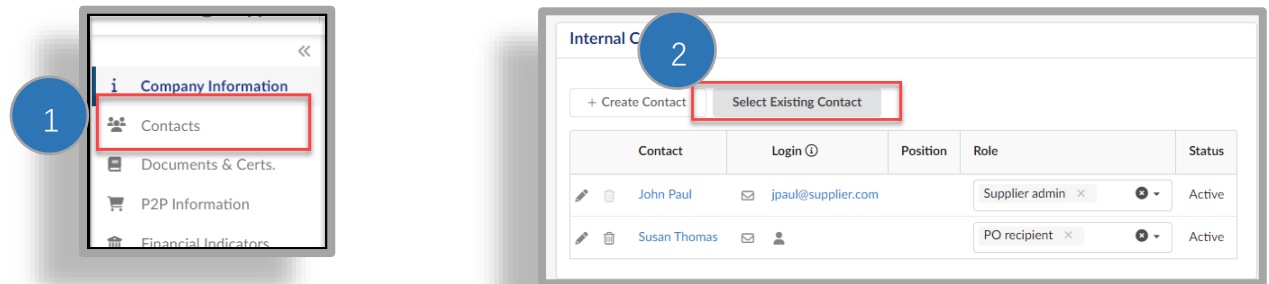 1
Company Information
Contacts
Documents & Certs.
P2P Information
Financial Indicators
2
Internal C
+ Create Contact Select Existing Contact
Contact Login Position Role Status
John Paul jpaul@supplier.com Supplier admin × Active
Susan Thomas PO recipient × Active